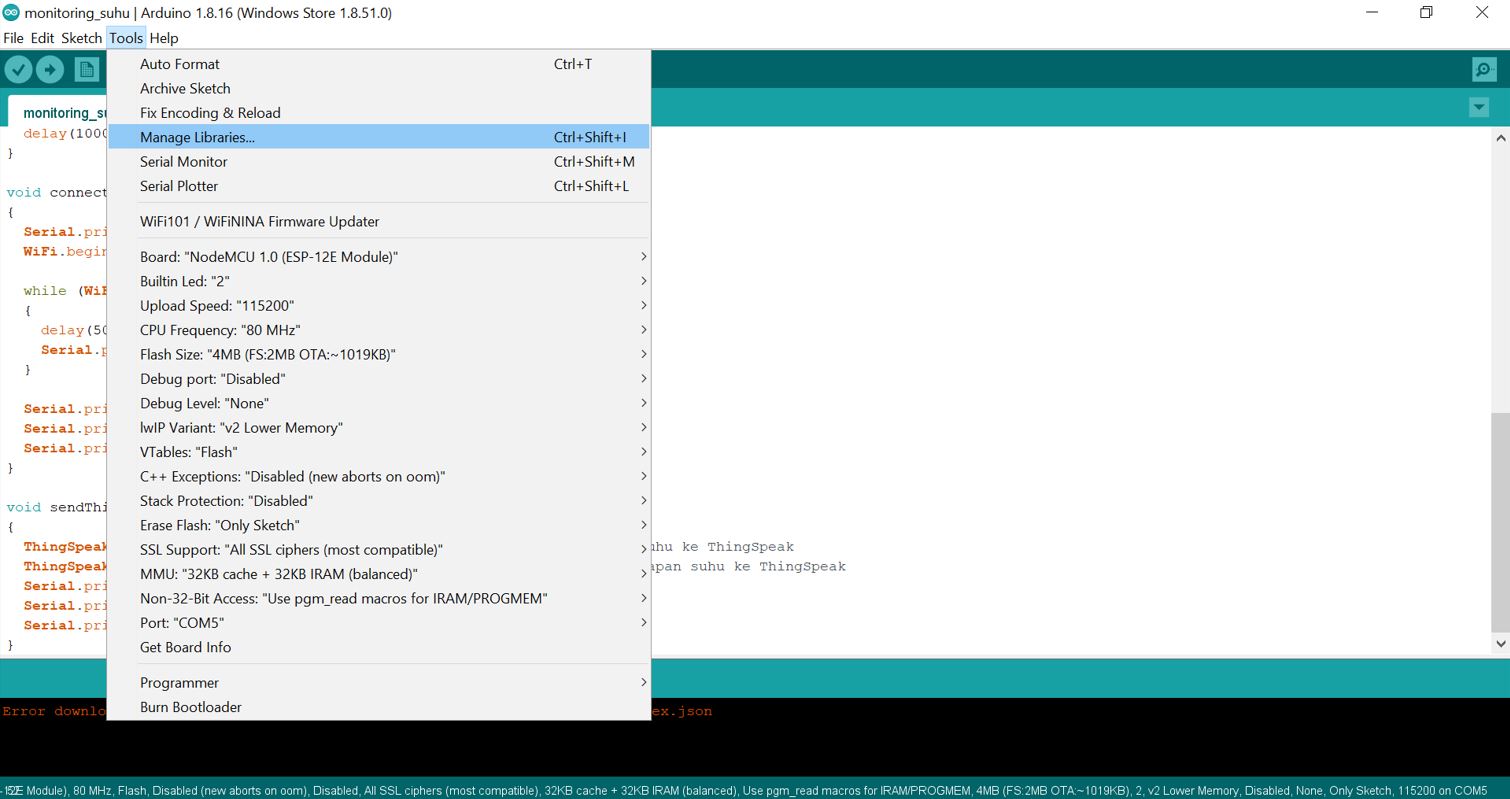 monitoring_suhu | Arduino 1.8.16 (Windows Store 1.8.51.0)
File Edit Sketch Tools Help
Auto Format Ctrl+T
Archive Sketch
Fix Encoding & Reload
monitoring_su
Manage Libraries... Ctrl+Shift+I
delay(1000
}
Serial Monitor Ctrl+Shift+M
Serial Plotter Ctrl+Shift+L
void connect
{
WiFi101 / WiFiNINA Firmware Updater
Serial.pri
WiFi.begin
Board: "NodeMCU 1.0 (ESP-12E Module)"
Builtin Led: "2"
while (WiF
{
Upload Speed: "115200"
delay(50
CPU Frequency: "80 MHz"
Serial.p
Flash Size: "4MB (FS:2MB OTA:~1019KB)"
}
Debug port: "Disabled"
Debug Level: "None"
Serial.pri
Serial.pri
lwIP Variant: "v2 Lower Memory"
Serial.pri
VTables: "Flash"
}
C++ Exceptions: "Disabled (new aborts on oom)"
Stack Protection: "Disabled"
void sendThi
{
Erase Flash: "Only Sketch"
ThingSpeak uhu ke ThingSpeak
SSL Support: "All SSL ciphers (most compatible)"
ThingSpeak apan suhu ke ThingSpeak
MMU: "32KB cache + 32KB IRAM (balanced)"
Serial.pri
Non-32-Bit Access: "Use pgm_read macros for IRAM/PROGMEM"
Serial.pri
Port: "COM5"
Serial.pri
}
Get Board Info
Programmer
Burn Bootloader
Error downlo ex.json
E Module), 80 MHz, Flash, Disabled (new aborts on oom), Disabled, All SSL ciphers (most compatible), 32KB cache + 32KB IRAM (balanced), Use pgm_read macros for IRAM/PROGMEM, 4MB (FS:2MB OTA:~1019KB), 2, v2 Lower Memory, Disabled, None, Only Sketch, 115200 on COM5